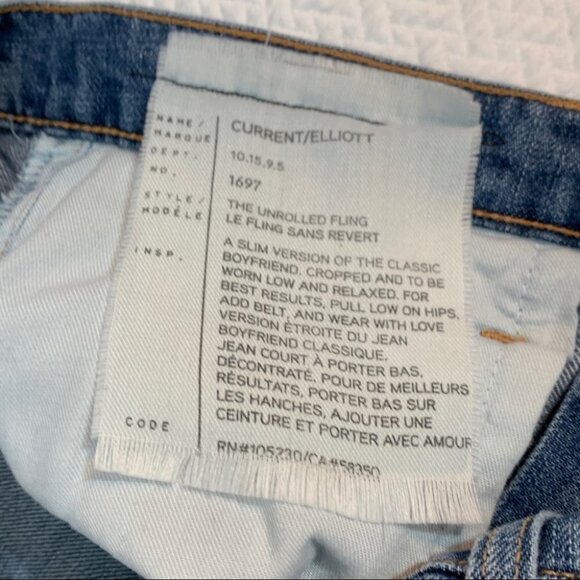 NAME/
MARQUE CURRENT/ELLIOTT
DEPT. 10.15.9.5
NO. 1697
STYLE/ THE UNROLLED FLING
MODÉLE LE FLING SANS REVERT
INSP. A SLIM VERSION OF THE CLASSIC
BOYFRIEND. CROPPED AND TO BE
WORN LOW AND RELAXED. FOR
BEST RESULTS, PULL LOW ON HIPS,
ADD BELT, AND WEAR WITH LOVE
VERSION ÉTROITE DU JEAN
BOYFRIEND CLASSIQUE.
JEAN COURT À PORTER BAS,
DÉCONTRATÉ. POUR DE MEILLEURS
RÉSULTATS, PORTER BAS SUR
LES HANCHES, AJOUTER UNE
CEINTURE ET PORTER AVEC AMOUR
CODE RN#105230/CA#58350